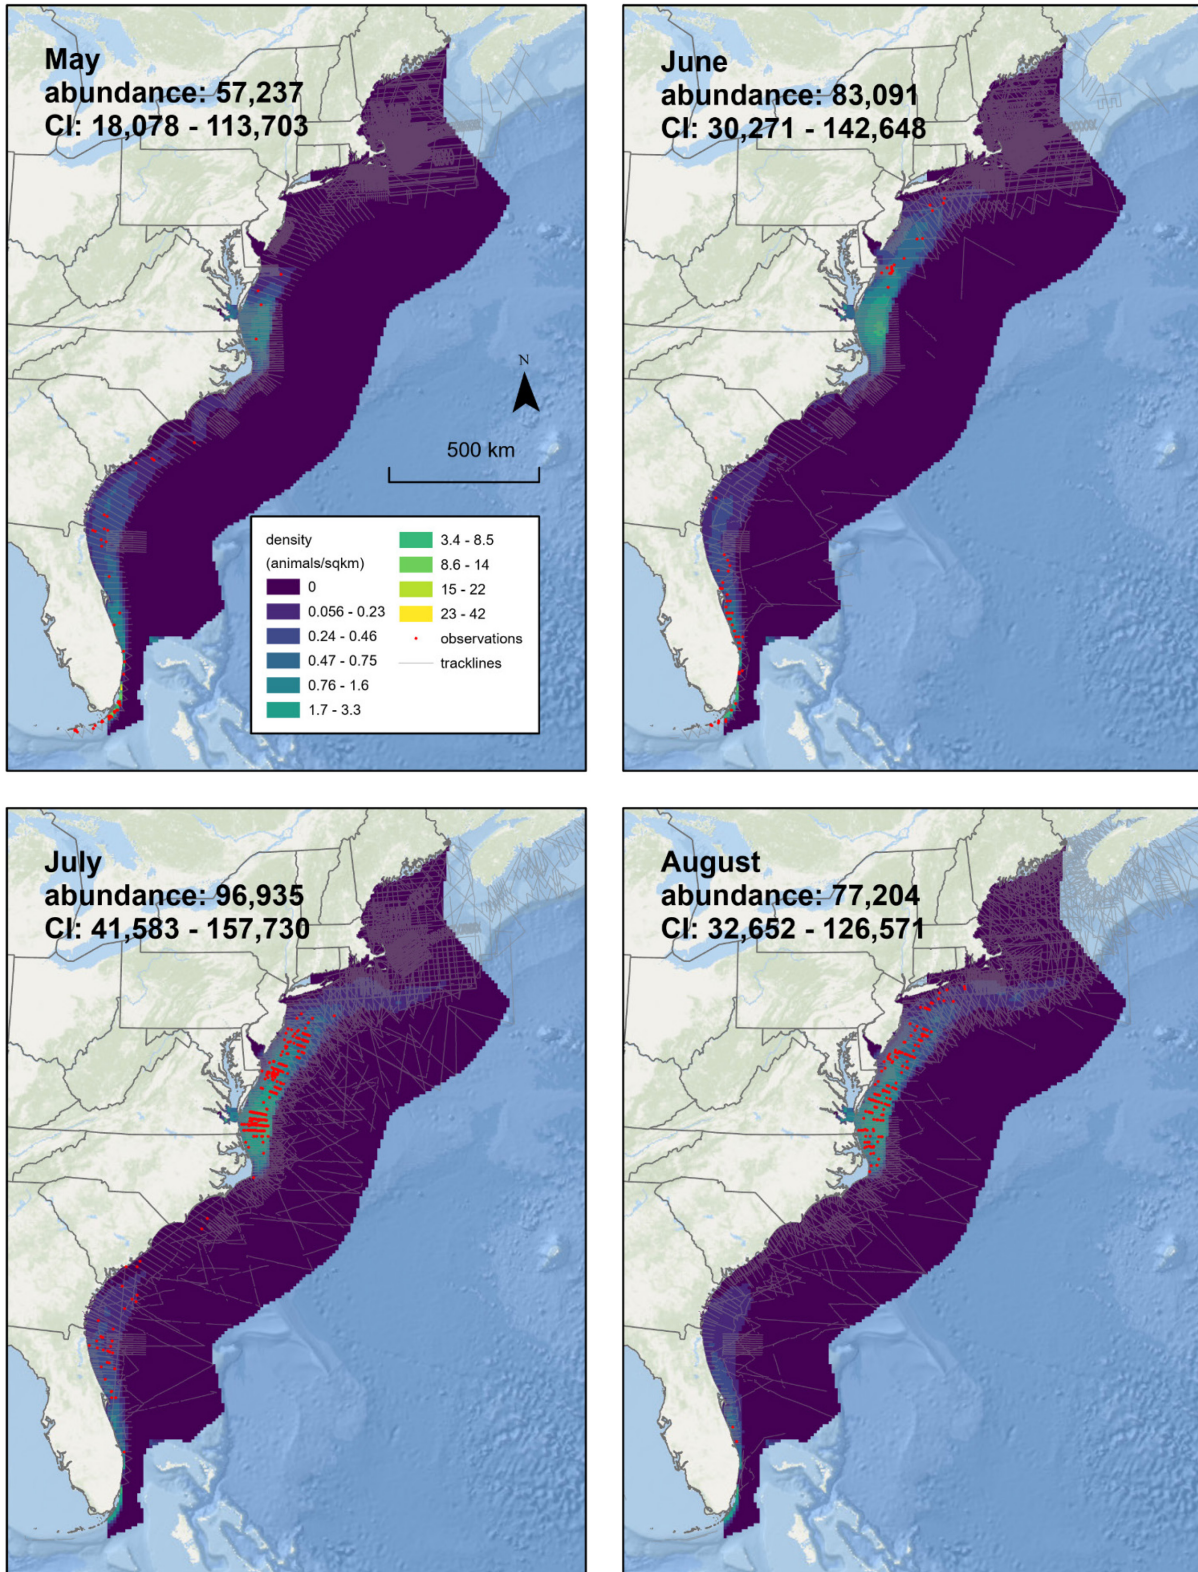 May
abundance: 57,237
CI: 18,078 - 113,703
N
500 km
density
(animals/sqkm)
0
0.056 - 0.23
0.24 - 0.46
0.47 - 0.75
0.76 - 1.6
1.7 - 3.3
3.4 - 8.5
8.6 - 14
15 - 22
23 - 42
observations
tracklines
June
abundance: 83,091
CI: 30,271 - 142,648
July
abundance: 96,935
CI: 41,583 - 157,730
August
abundance: 77,204
CI: 32,652 - 126,571